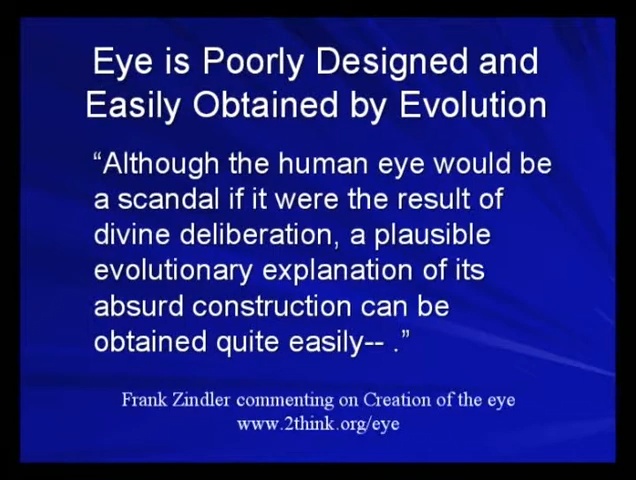 Eye is Poorly Designed and
Easily Obtained by Evolution
“Although the human eye would be
a scandal if it were the result of
divine deliberation, a plausible
evolutionary explanation of its
absurd construction can be
obtained quite easily-- .”
Frank Zindler commenting on Creation of the eye
www.2think.org/eye